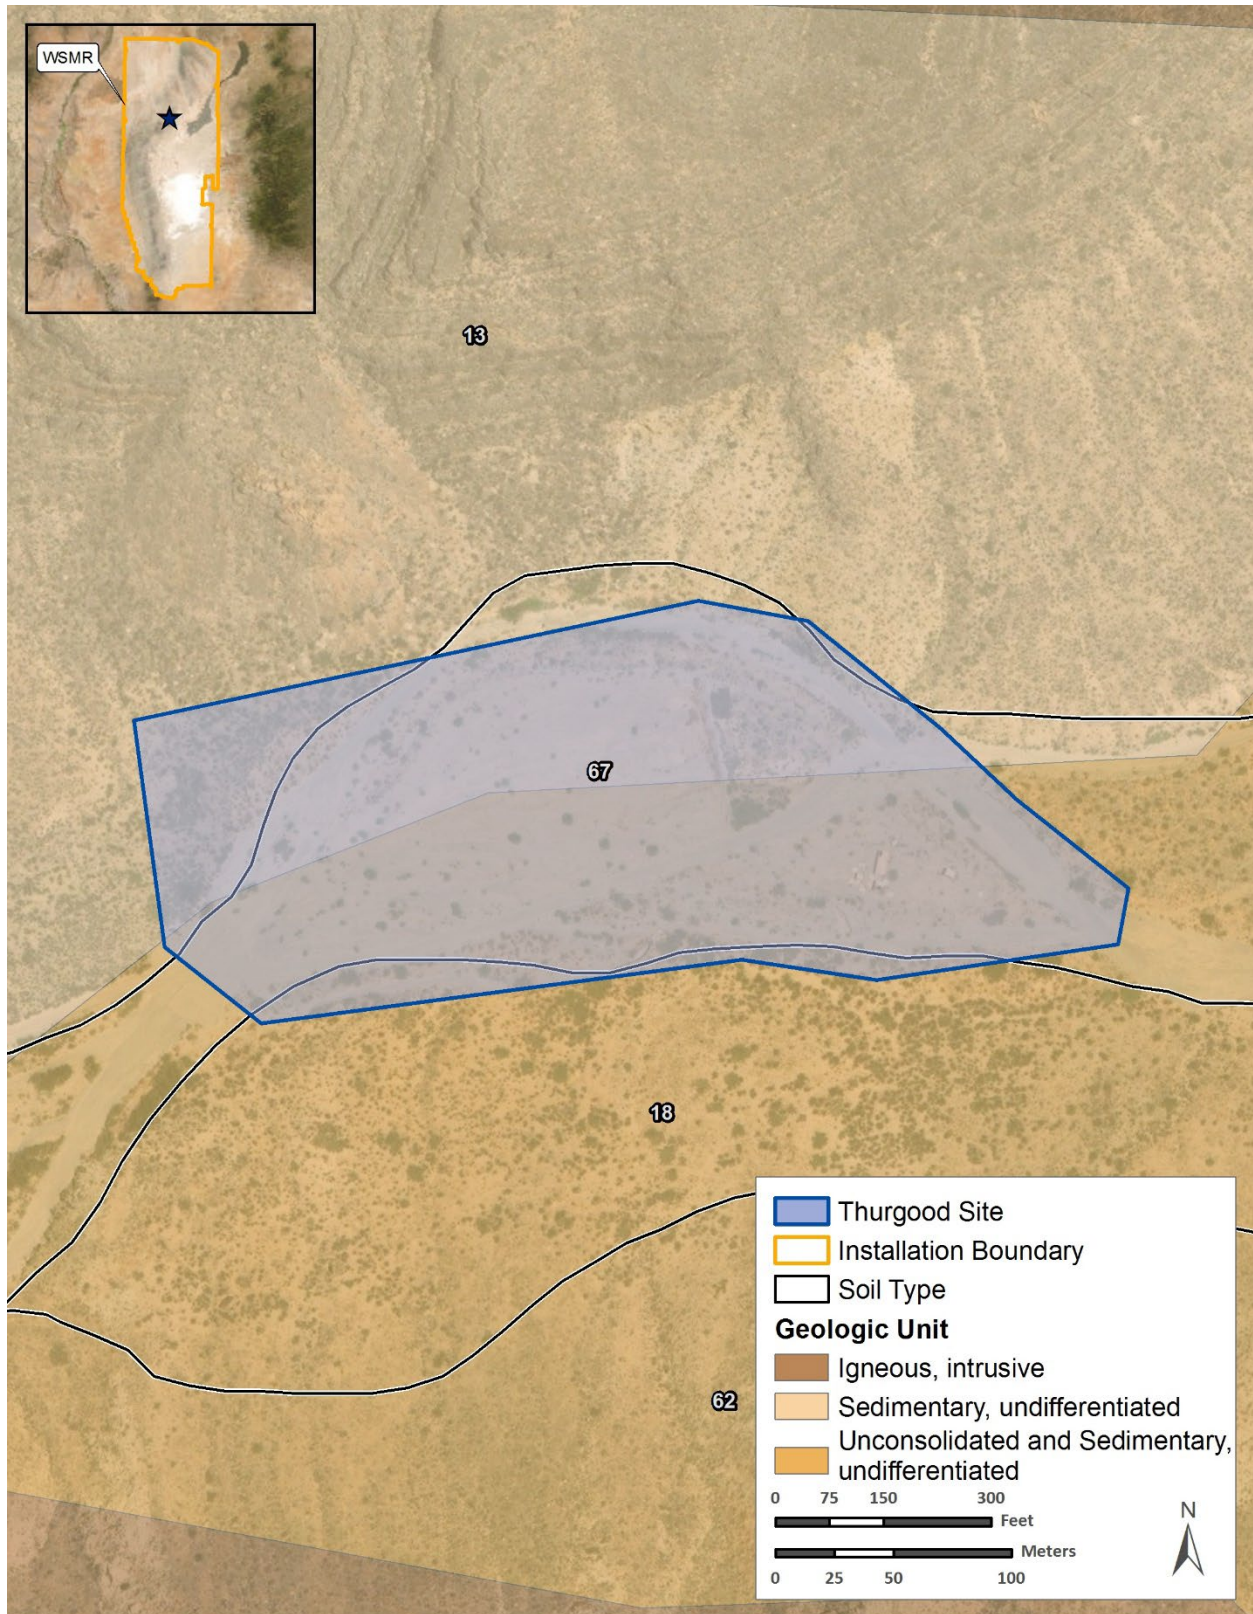 WSMR
13
67
18
62
Thurgood Site
Installation Boundary
Soil Type
Geologic Unit
Igneous, intrusive
Sedimentary, undifferentiated
Unconsolidated and Sedimentary,
undifferentiated
0 75 150 300
Feet
Meters
0 25 50 100
N